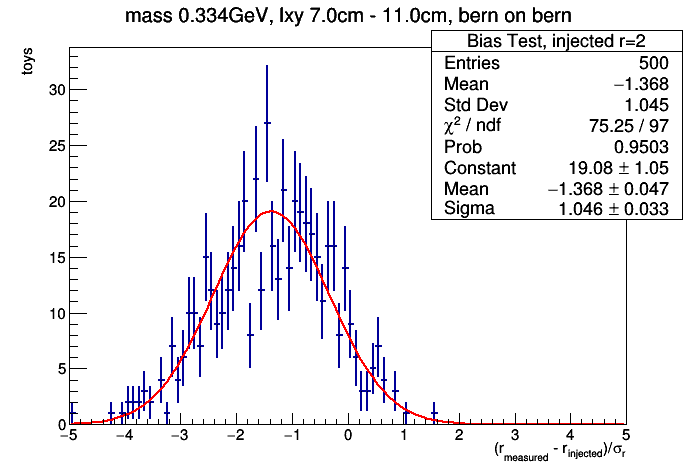 mass 0.334GeV, lxy 7.0cm - 11.0cm, bern on bern
toys
Bias Test, injected r=2
Entries 500
Mean −1.368
Std Dev 1.045
χ² / ndf 75.25 / 97
Prob 0.9503
Constant 19.08 ± 1.05
Mean −1.368 ± 0.047
Sigma 1.046 ± 0.033
30
25
20
15
10
5
0
−5 −4 −3 −2 −1 0 1 2 3 4 5
(r_measured - r_injected)/σ_r